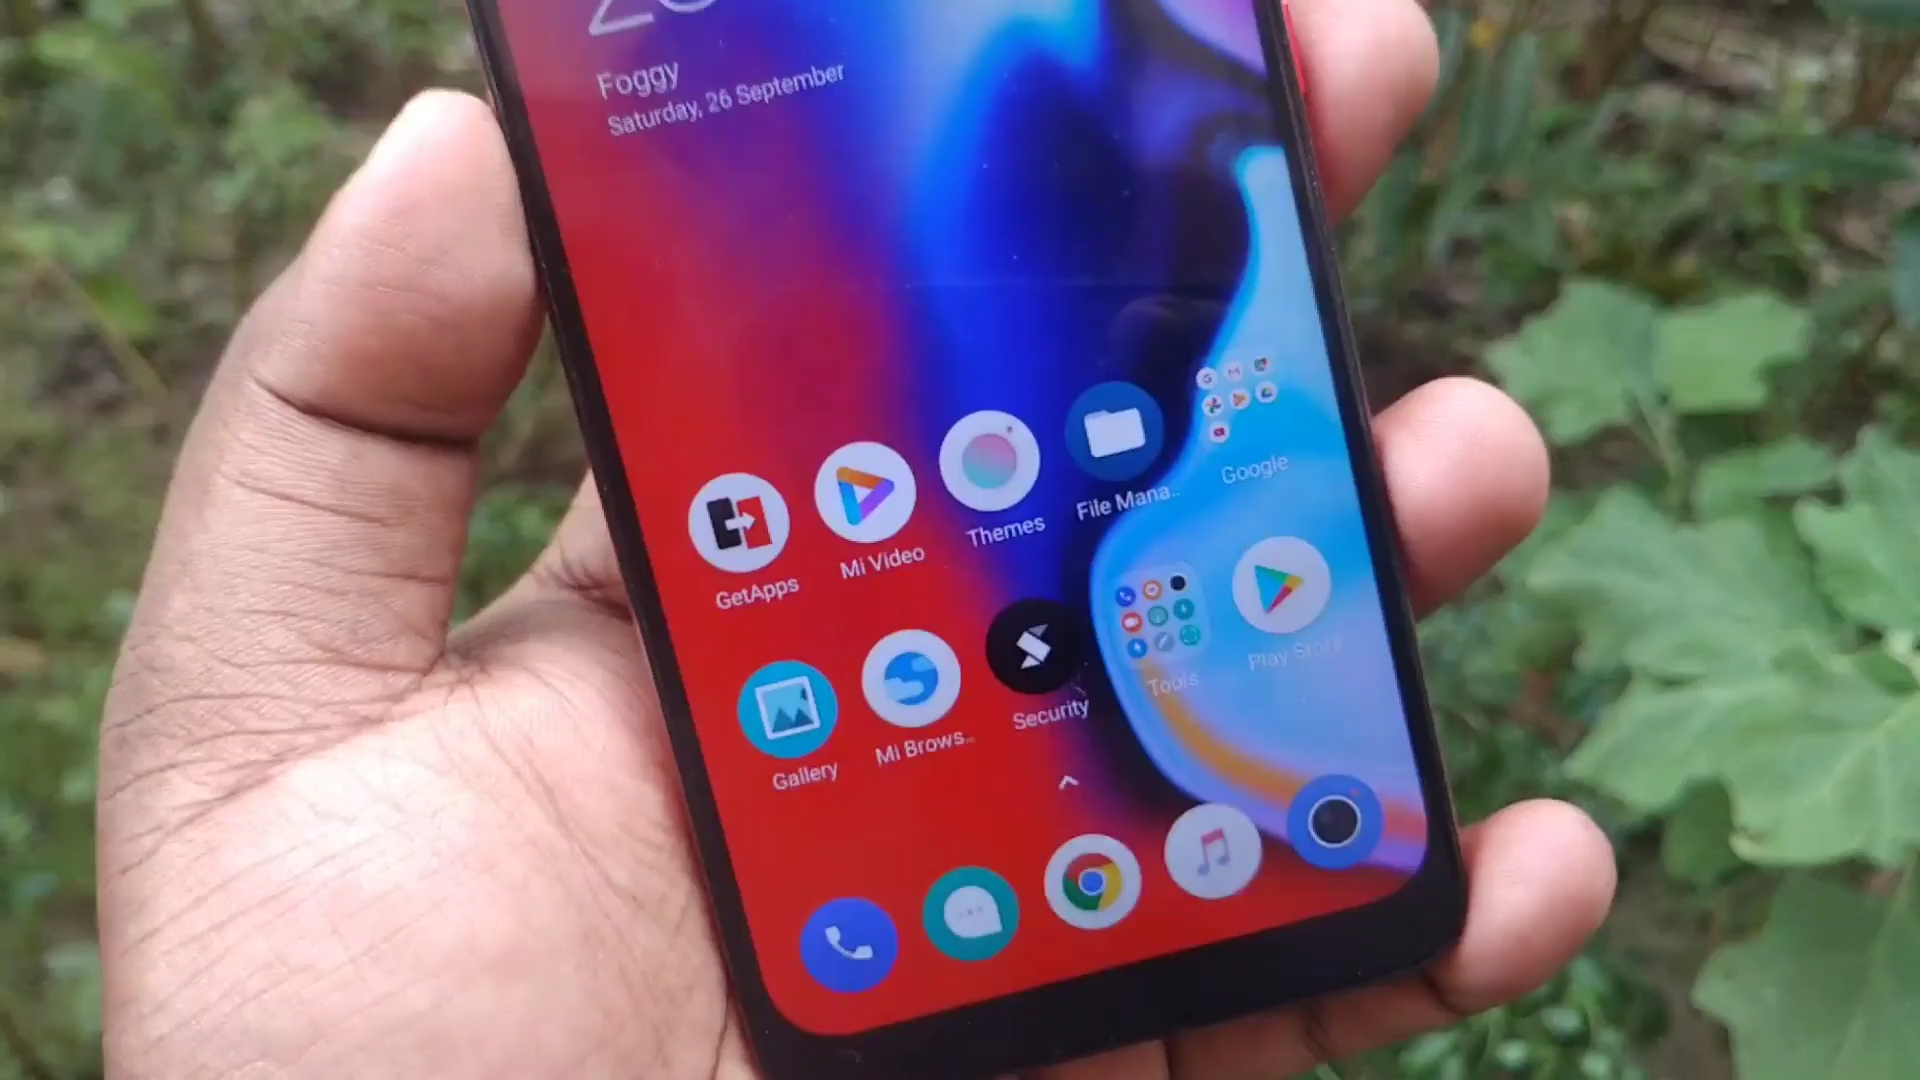 Foggy
Saturday, 26 September
GetApps
Mi Video
Themes
File Mana..
Google
Gallery
Mi Brows...
Security
Tools
Play Store